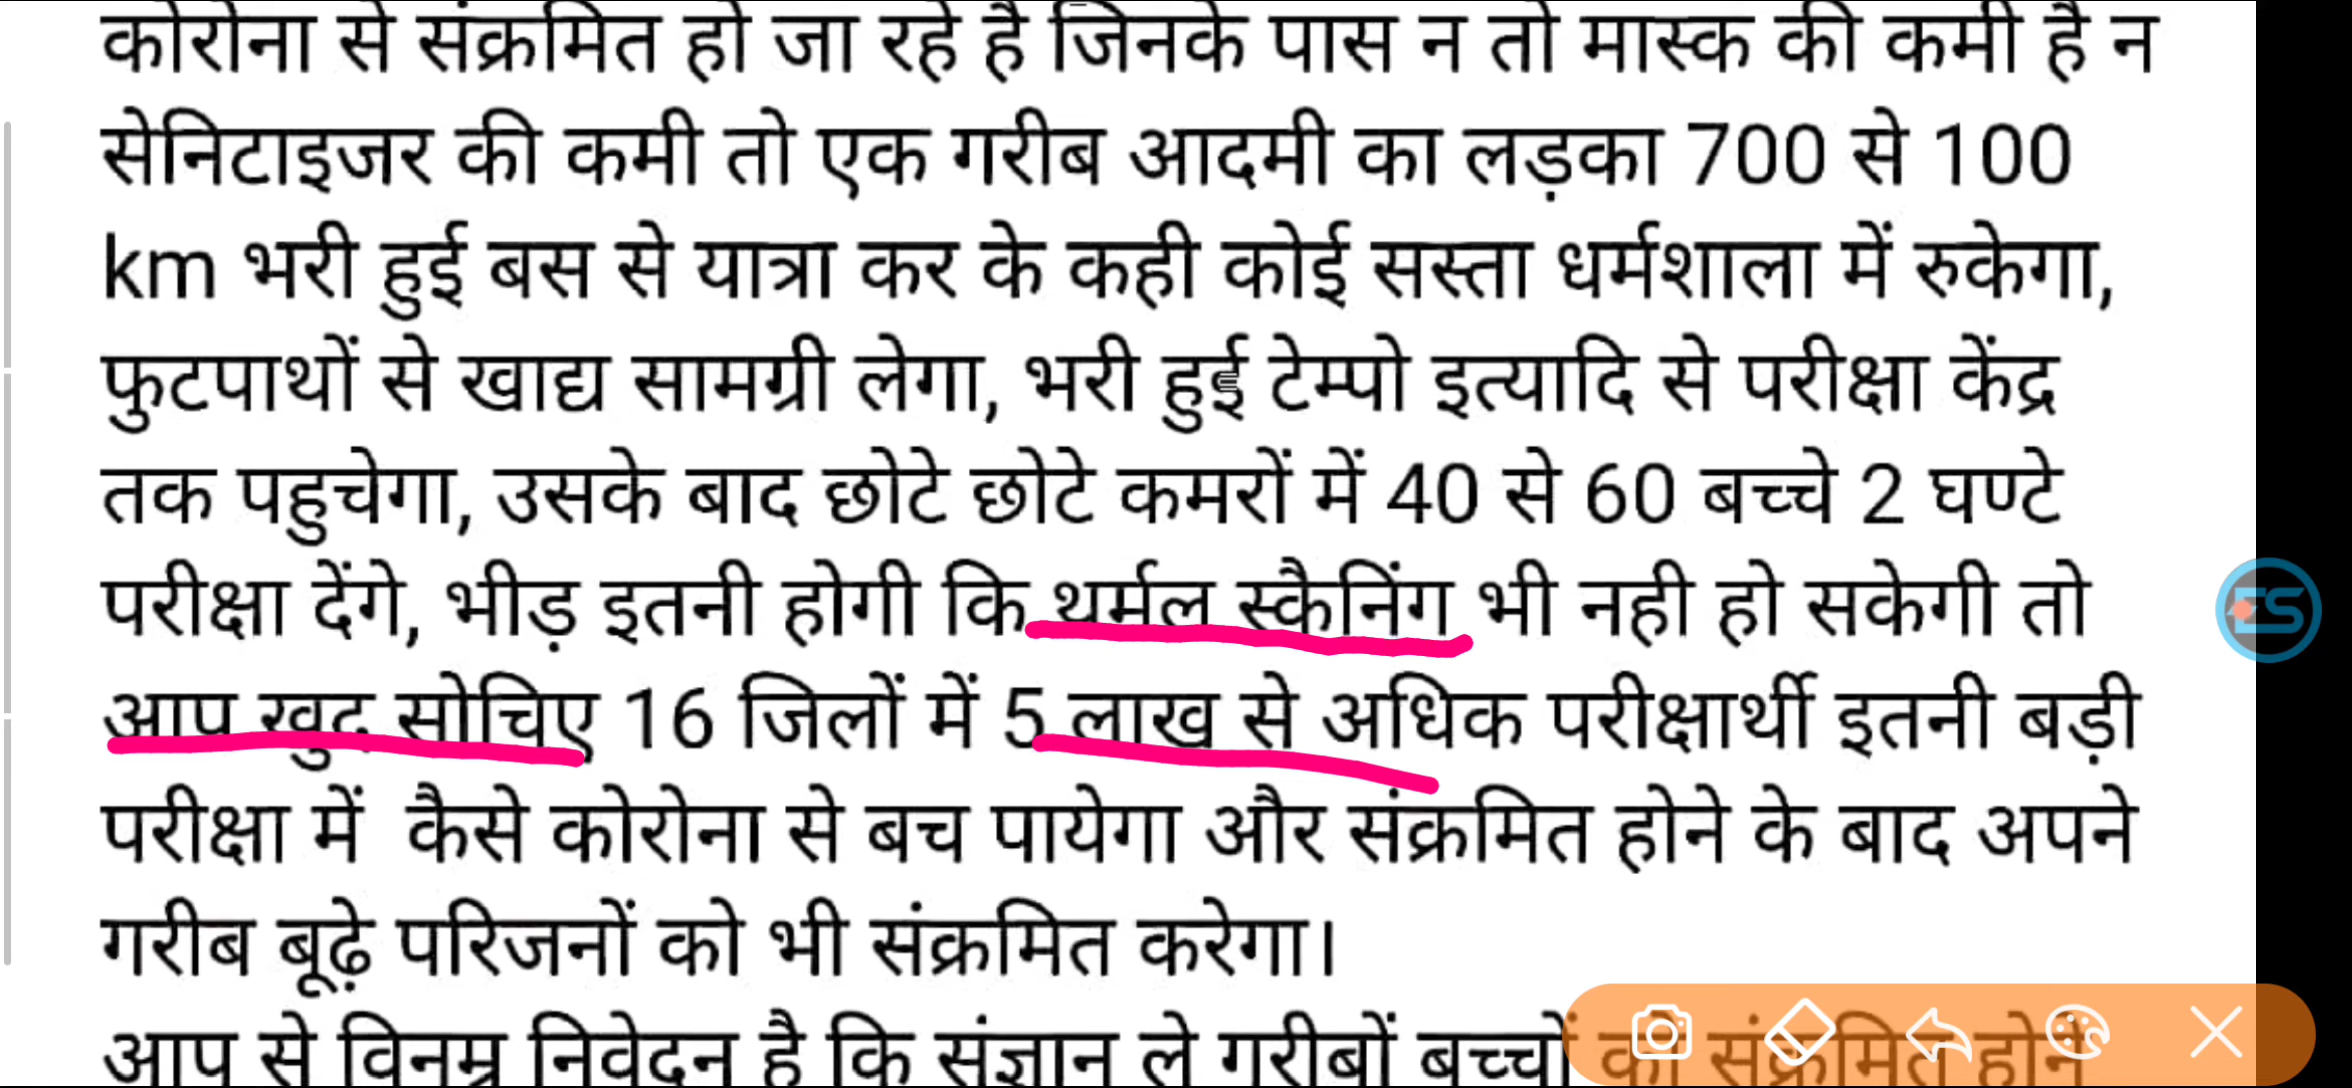 कोरोना से संक्रमित हो जा रहे है जिनके पास न तो मास्क की कमी है न
सेनिटाइजर की कमी तो एक गरीब आदमी का लड़का 700 से 100
km भरी हुई बस से यात्रा कर के कही कोई सस्ता धर्मशाला में रुकेगा,
फुटपाथों से खाद्य सामग्री लेगा, भरी हुई टेम्पो इत्यादि से परीक्षा केंद्र
तक पहुचेगा, उसके बाद छोटे छोटे कमरों में 40 से 60 बच्चे 2 घण्टे
परीक्षा देंगे, भीड़ इतनी होगी कि थर्मल स्कैनिंग भी नही हो सकेगी तो
आप खुद सोचिए 16 जिलों में 5 लाख से अधिक परीक्षार्थी इतनी बड़ी
परीक्षा में कैसे कोरोना से बच पायेगा और संक्रमित होने के बाद अपने
गरीब बूढ़े परिजनों को भी संक्रमित करेगा।
आप से विनम्र निवेदन है कि संज्ञान ले गरीबों बच्चों को संक्रमित होने
ES